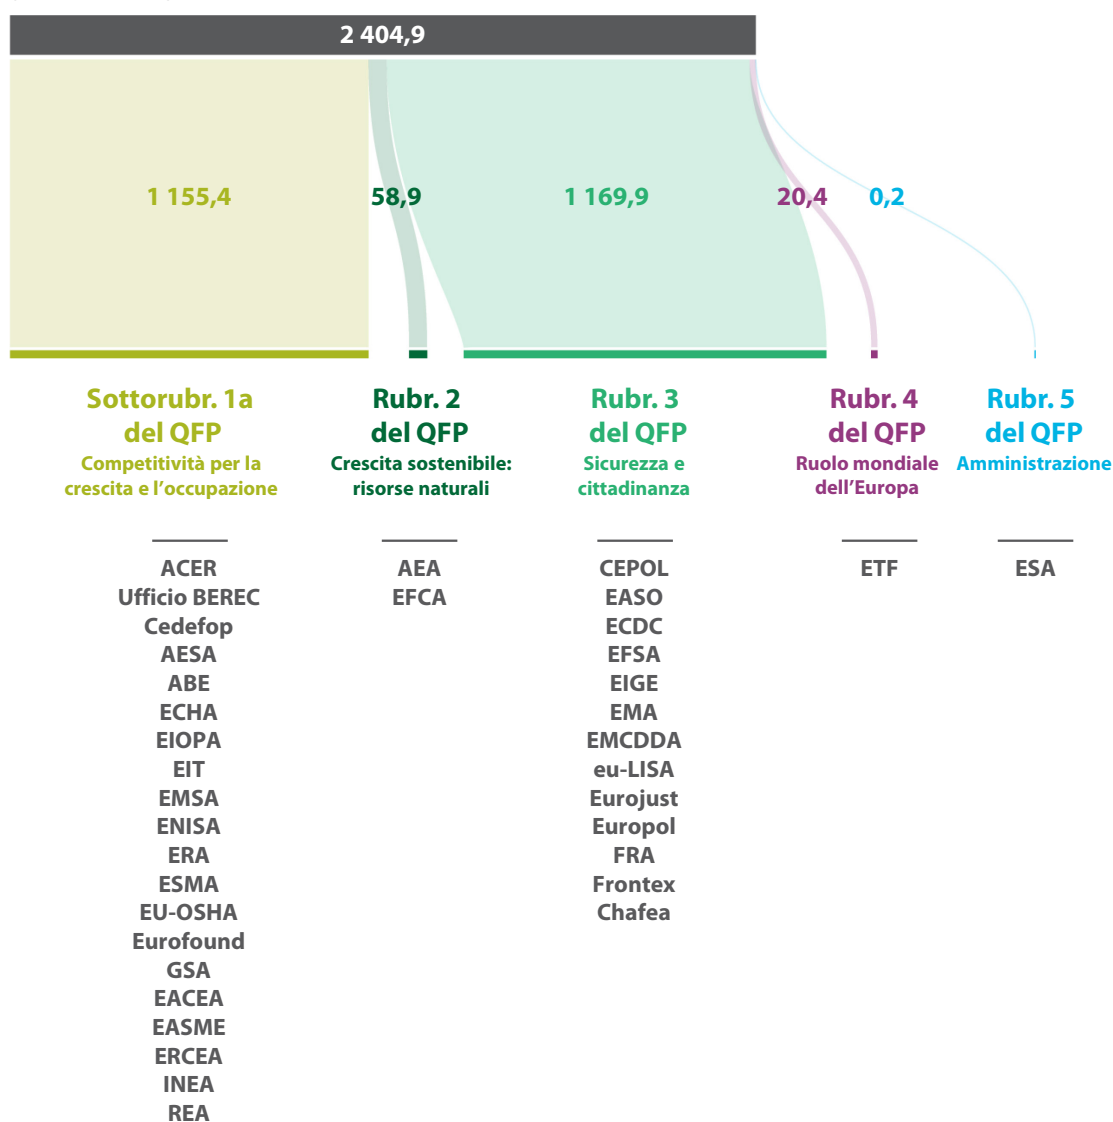 2 404,9
1 155,4
58,9
1 169,9
20,4
0,2
Sottorubr. 1a
del QFP
Competitività per la
crescita e l’occupazione
Rubr. 2
del QFP
Crescita sostenibile:
risorse naturali
Rubr. 3
del QFP
Sicurezza e
cittadinanza
Rubr. 4
del QFP
Ruolo mondiale
dell’Europa
Rubr. 5
del QFP
Amministrazione
ACER
Ufficio BEREC
Cedefop
AESA
ABE
ECHA
EIOPA
EIT
EMSA
ENISA
ERA
ESMA
EU-OSHA
Eurofound
GSA
EACEA
EASME
ERCEA
INEA
REA
AEA
EFCA
CEPOL
EASO
ECDC
EFSA
EIGE
EMA
EMCDDA
eu-LISA
Eurojust
Europol
FRA
Frontex
Chafea
ETF
ESA